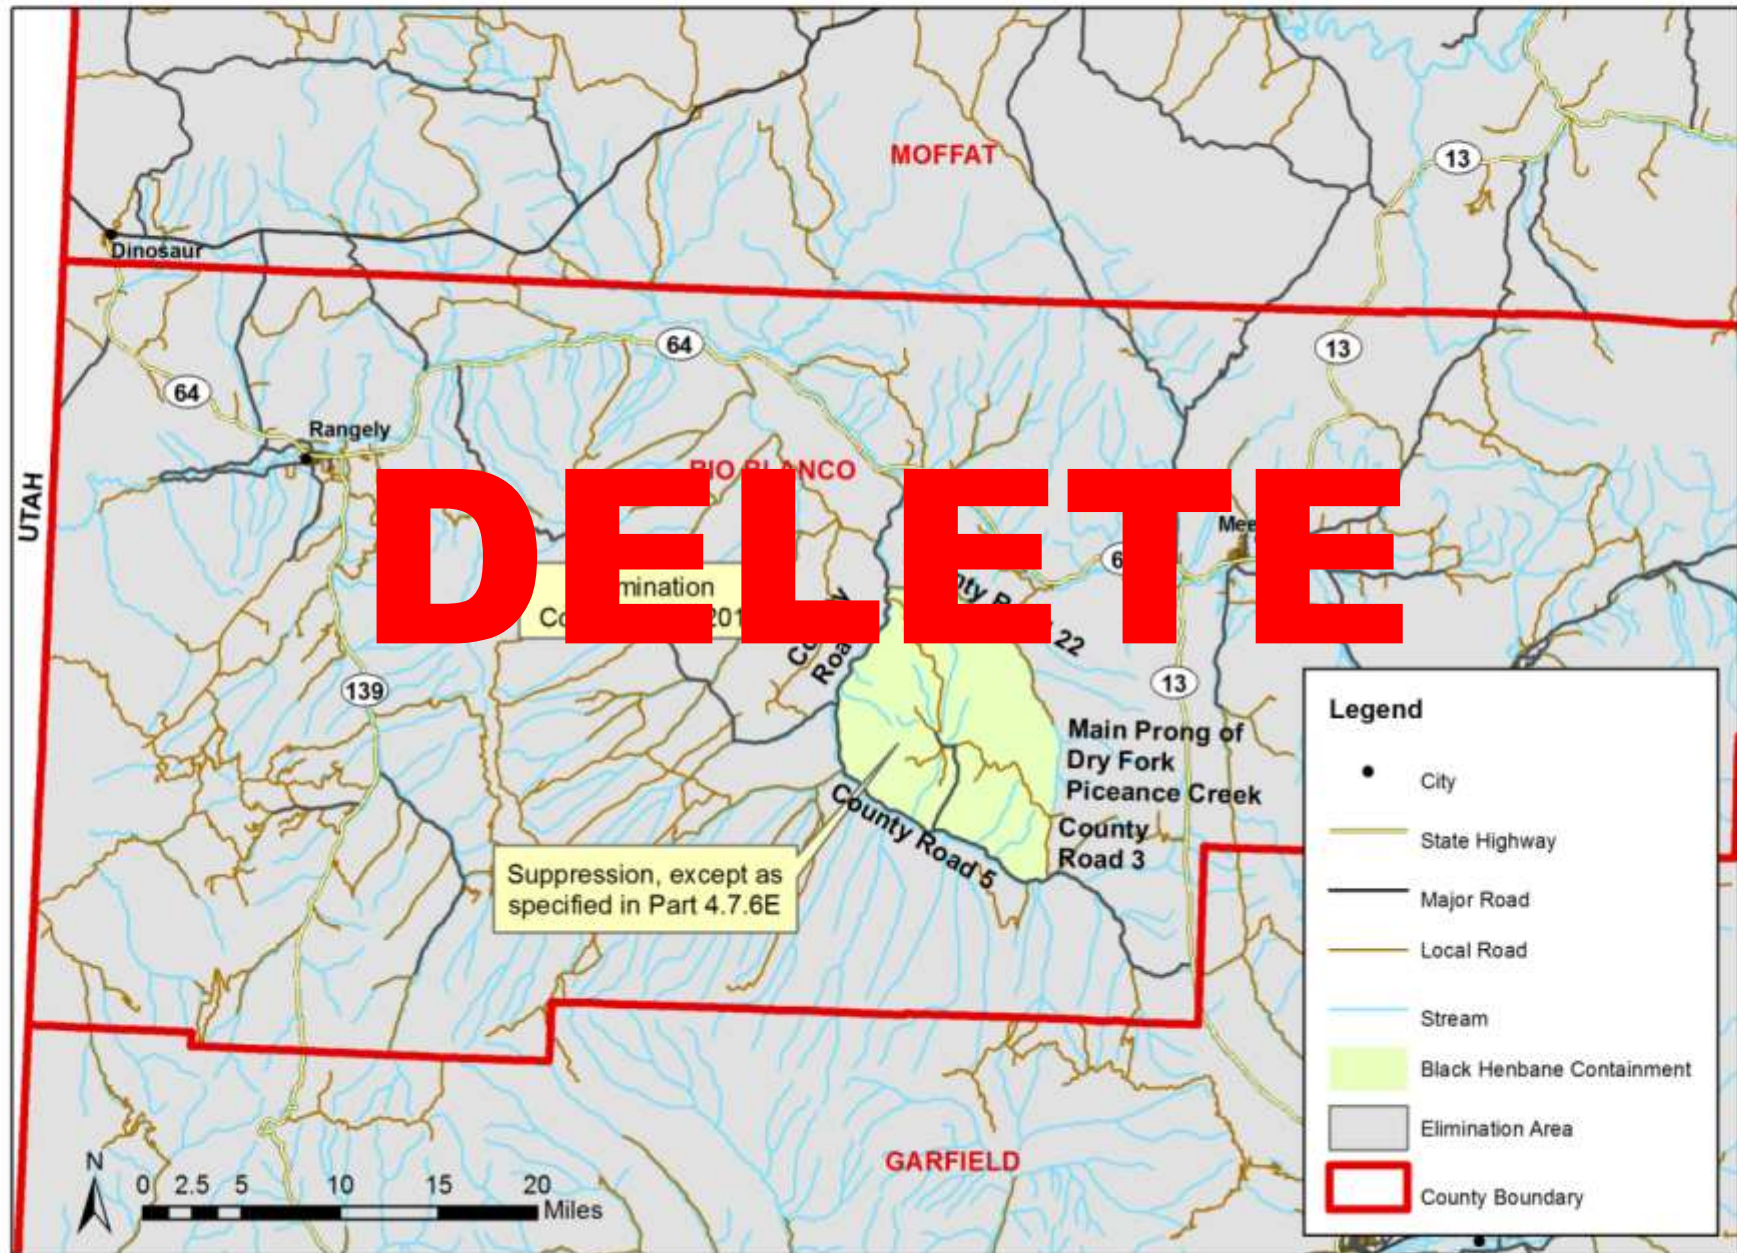 MOFFAT
13
Dinosaur
64
13
64
Rangely
RIO BLANCO
UTAH
DELETE
22
139
13
Main Prong of
Dry Fork
Piceance Creek
County Road 5
County
Road 3
Suppression, except as
specified in Part 4.7.6E
GARFIELD
N
0 2.5 5 10 15 20
Miles
Legend
City
State Highway
Major Road
Local Road
Stream
Black Henbane Containment
Elimination Area
County Boundary